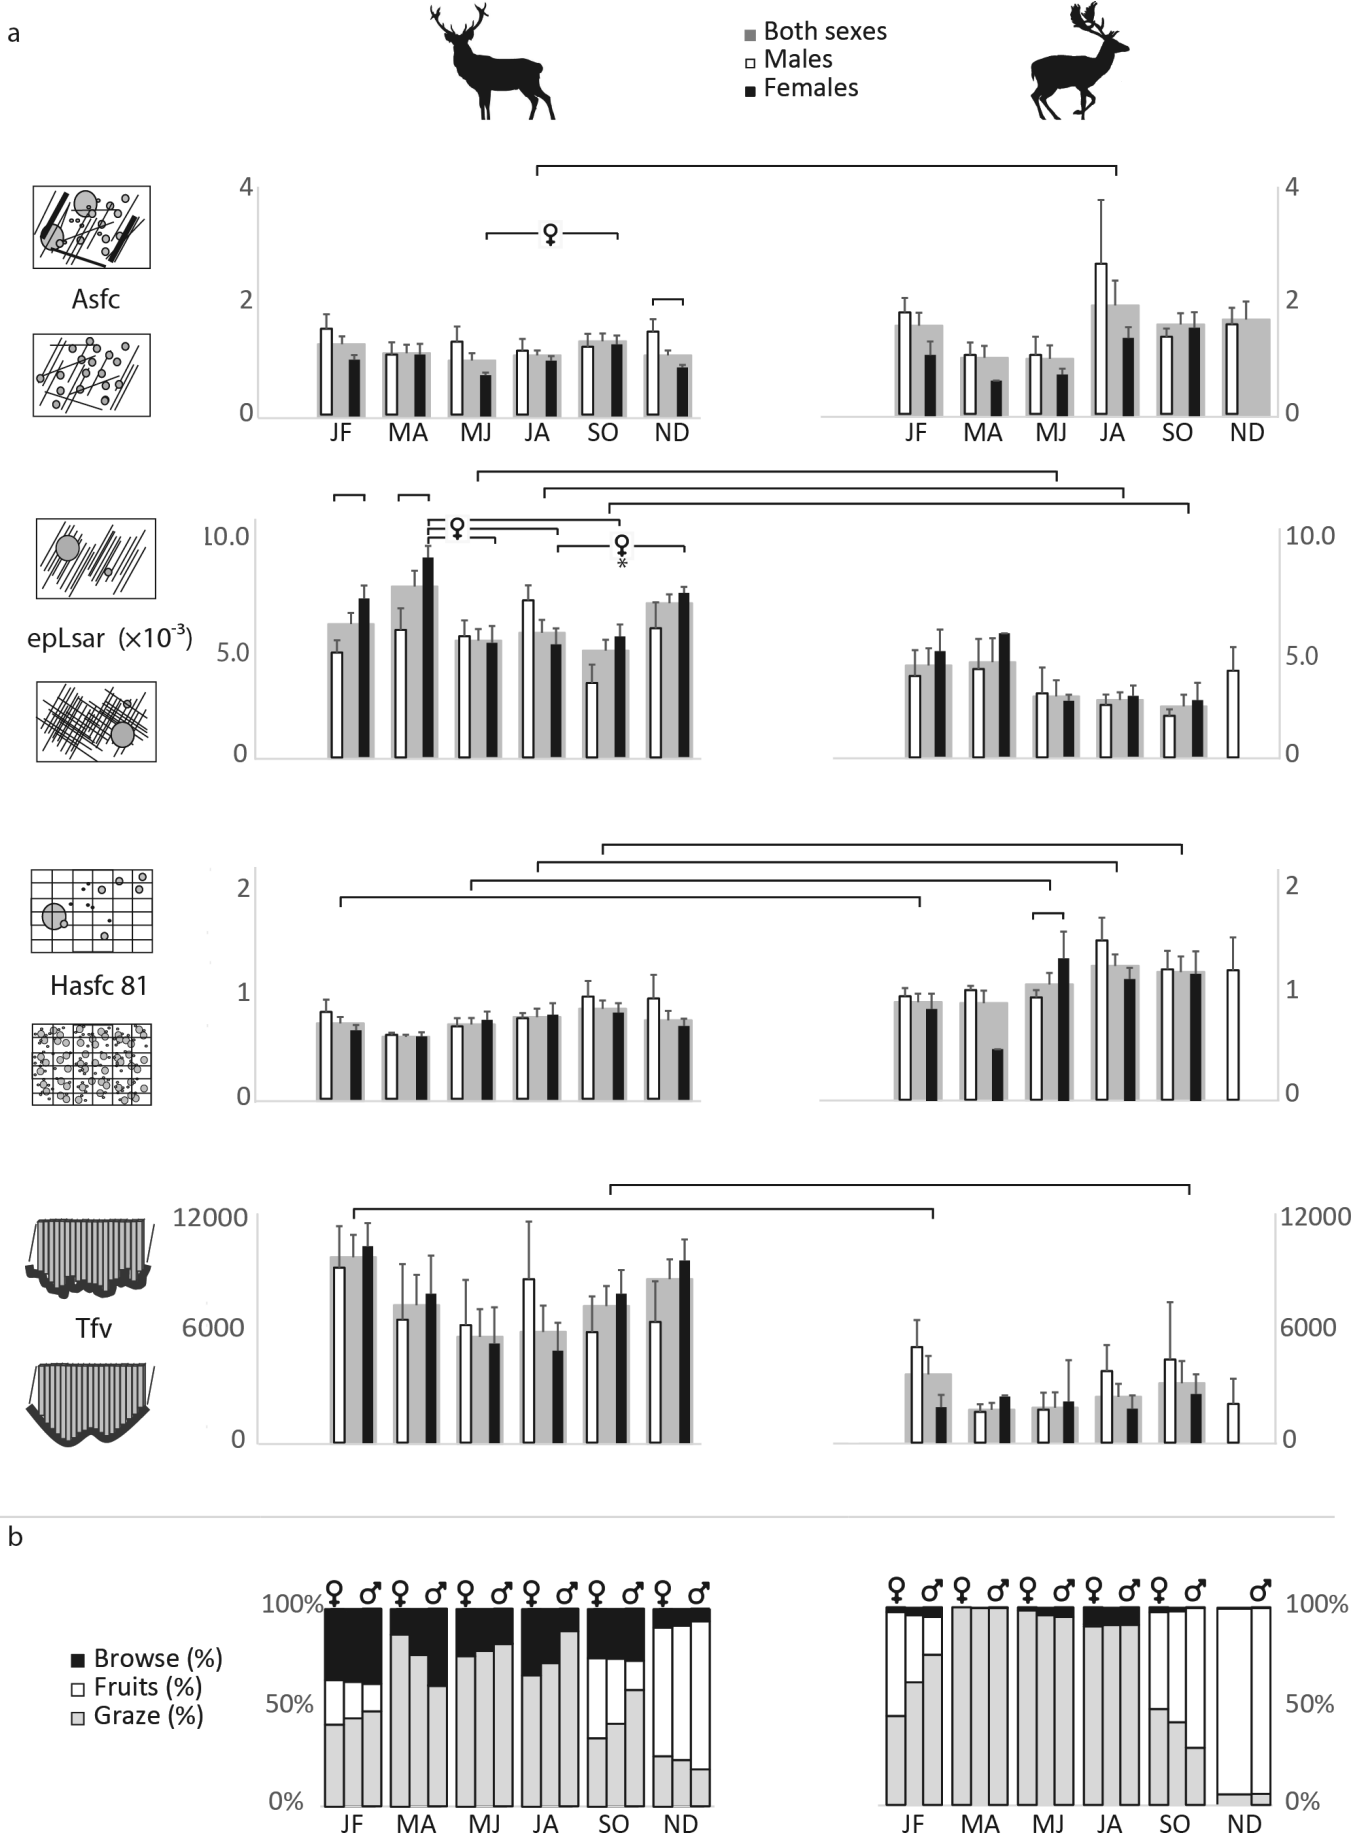 a
Both sexes
Males
Females
4 4
♀
Asfc 2 2
0 0
JF MA MJ JA SO ND JF MA MJ JA SO ND
10.0 10.0
♀ ♀
*
epLsar (×10⁻³) 5.0 5.0
0 0
2 2
Hasfc 81 1 1
0 0
12000 12000
Tfv 6000 6000
0 0
b
♀ ♂ ♀ ♂ ♀ ♂ ♀ ♂ ♀ ♂ ♀ ♂ ♀ ♂ ♀ ♂ ♀ ♂ ♀ ♂ ♀ ♂ ♂
100% 100%
Browse (%)
Fruits (%)
Graze (%) 50% 50%
0% 0%
JF MA MJ JA SO ND JF MA MJ JA SO ND